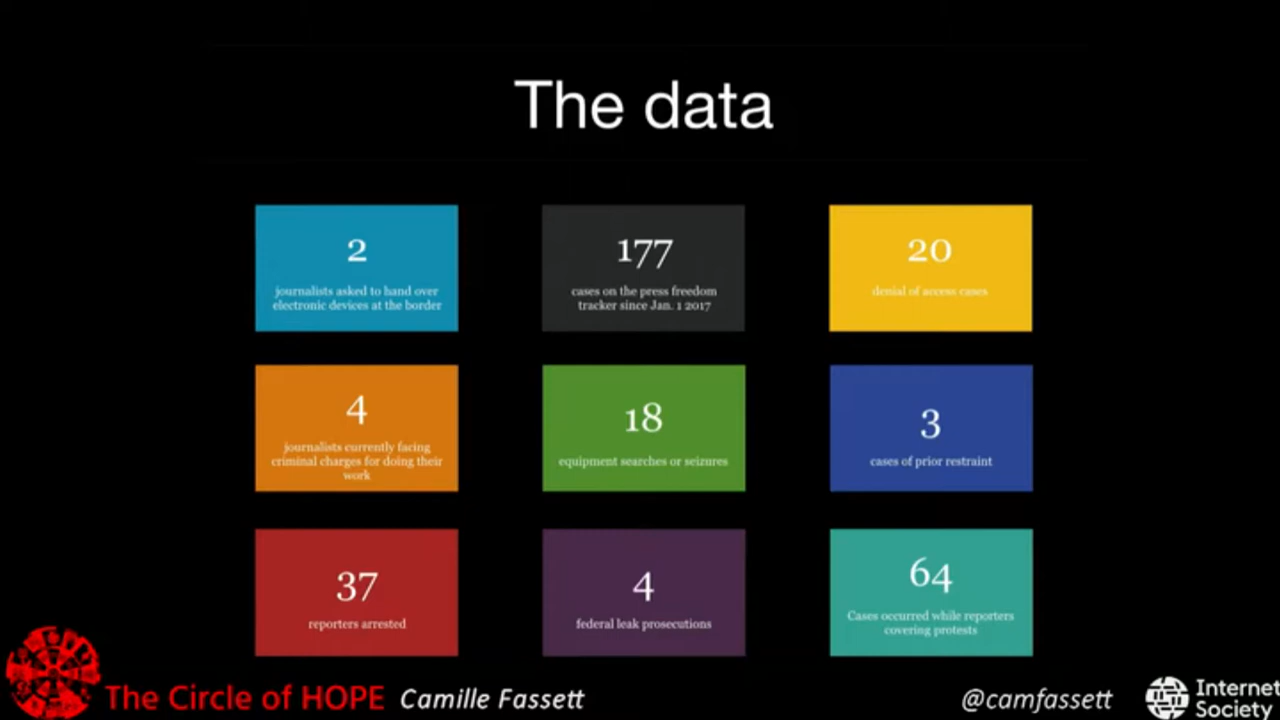 The data
2
journalists asked to hand over
electronic devices at the border
177
cases on the press freedom
tracker since Jan. 1 2017
20
denial of access cases
4
journalists currently facing
criminal charges for doing their
work
18
equipment searches or seizures
3
cases of prior restraint
37
reporters arrested
4
federal leak prosecutions
64
Cases occurred while reporters
covering protests
The Circle of HOPE
Camille Fassett
@camfassett
Internet
Society